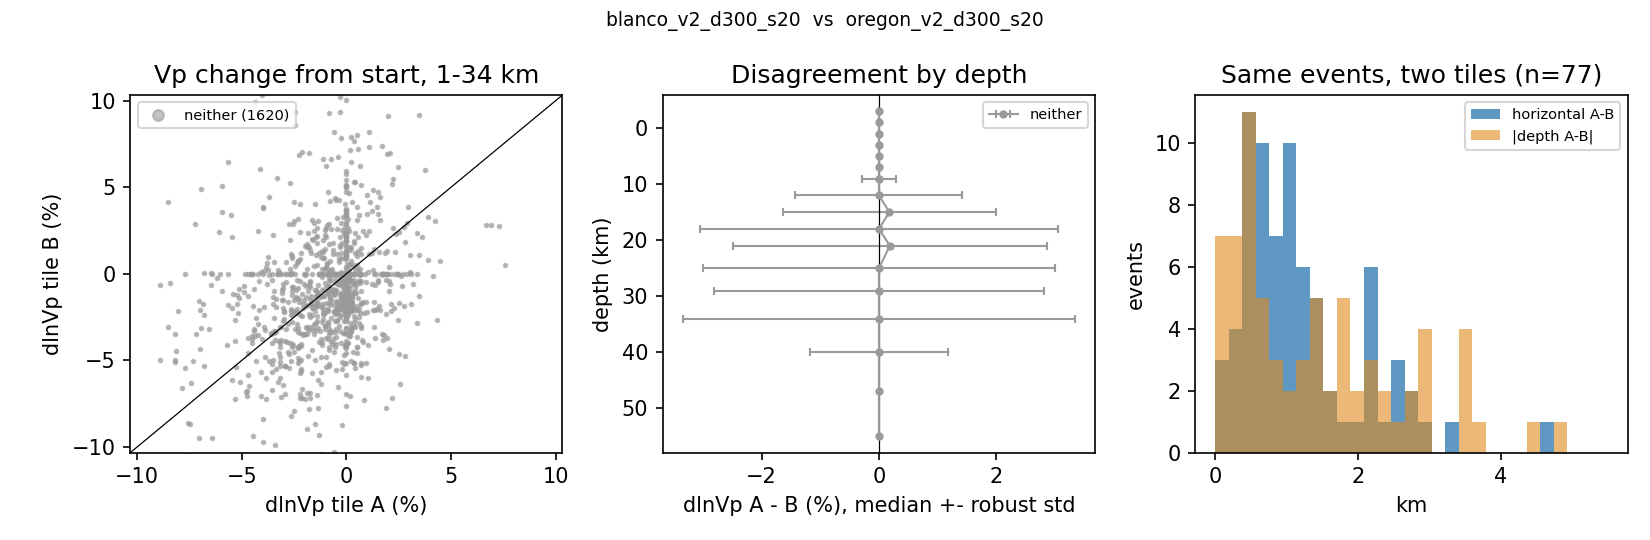 blanco_v2_d300_s20 vs oregon_v2_d300_s20
Vp change from start, 1-34 km
neither (1620)
10
5
0
−5
−10
dlnVp tile B (%)
−10
−5
0
5
10
dlnVp tile A (%)
Disagreement by depth
neither
0
10
20
30
40
50
depth (km)
−2
0
2
dlnVp A - B (%), median +- robust std
Same events, two tiles (n=77)
horizontal A-B
|depth A-B|
10
8
6
4
2
0
events
0
2
4
km